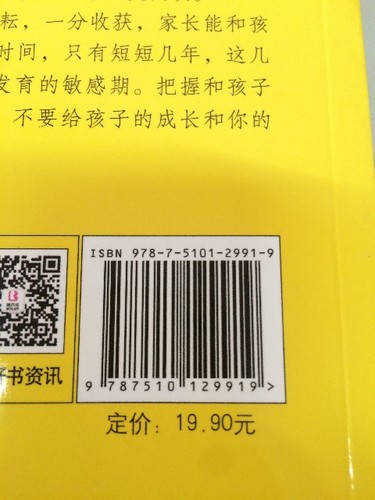 耘，一分收获，家长能和孩
时间，只有短短几年，这几
发育的敏感期。把握和孩子
，不要给孩子的成长和你的
ISBN 978-7-5101-2991-9
9 787510 129919 >
书资讯
定价：19.90元